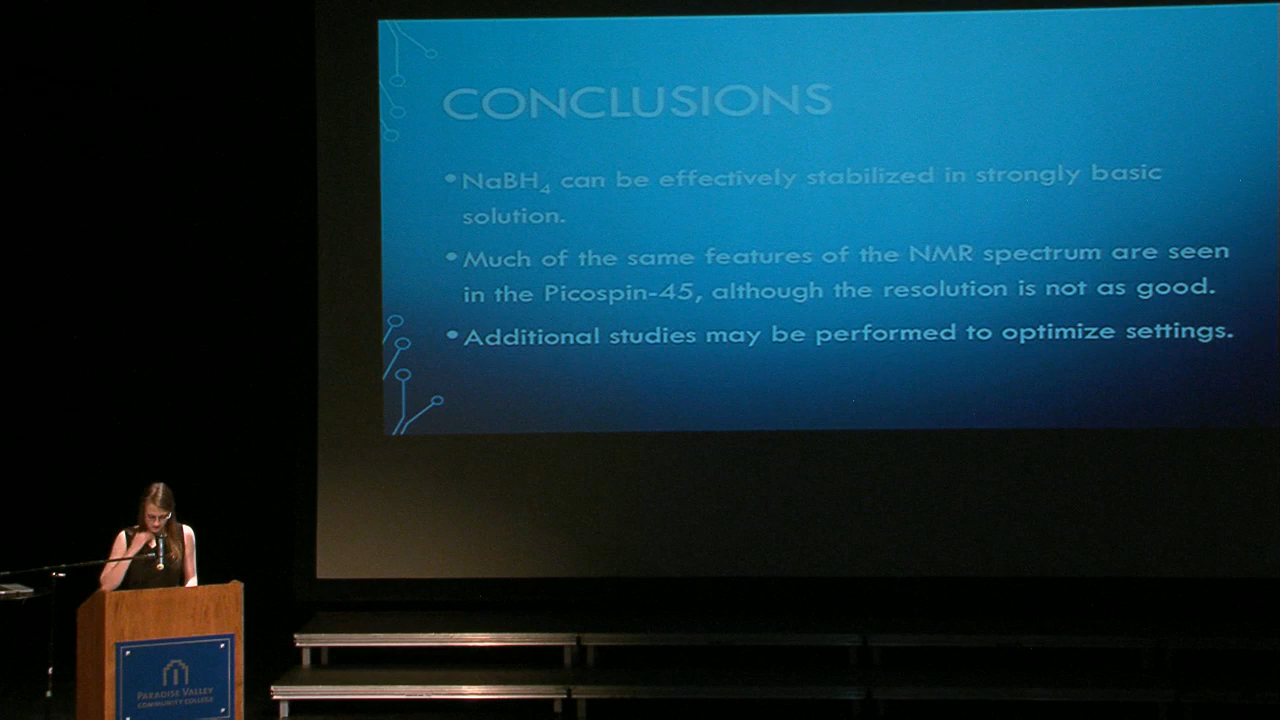 CONCLUSIONS
•NaBH₄ can be effectively stabilized in strongly basic
solution.
•Much of the same features of the NMR spectrum are seen
in the Picospin-45, although the resolution is not as good.
•Additional studies may be performed to optimize settings.
PARADISE VALLEY
COMMUNITY COLLEGE